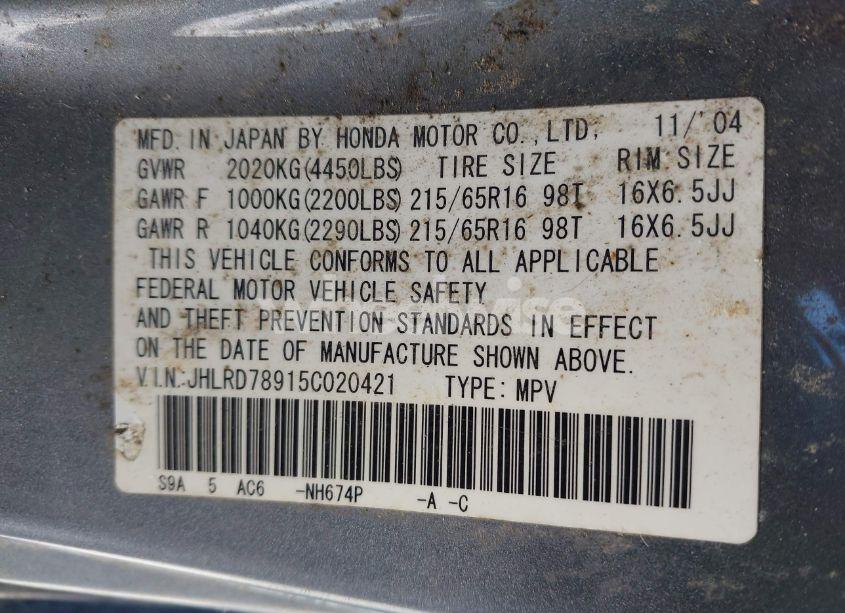 MFD. IN JAPAN BY HONDA MOTOR CO., LTD, 11/'04
GVWR 2020KG(4450LBS) TIRE SIZE RIM SIZE
GAWR F 1000KG(2200LBS) 215/65R16 98T 16X6.5JJ
GAWR R 1040KG(2290LBS) 215/65R16 98T 16X6.5JJ
THIS VEHICLE CONFORMS TO ALL APPLICABLE
FEDERAL MOTOR VEHICLE SAFETY
AND THEFT PREVENTION STANDARDS IN EFFECT
ON THE DATE OF MANUFACTURE SHOWN ABOVE.
V.I.N.:JHLRD78915C020421 TYPE: MPV
S9A 5 AC6 -NH674P -A -C